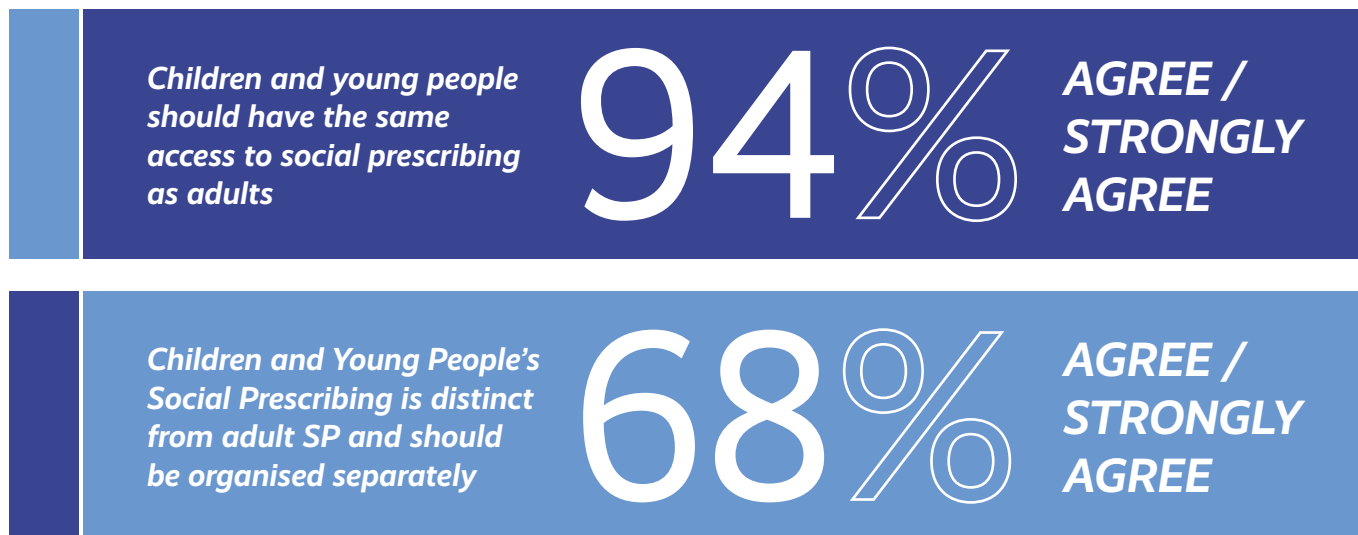 Children and young people
should have the same
access to social prescribing
as adults
94%
AGREE /
STRONGLY
AGREE
Children and Young People’s
Social Prescribing is distinct
from adult SP and should
be organised separately
68%
AGREE /
STRONGLY
AGREE